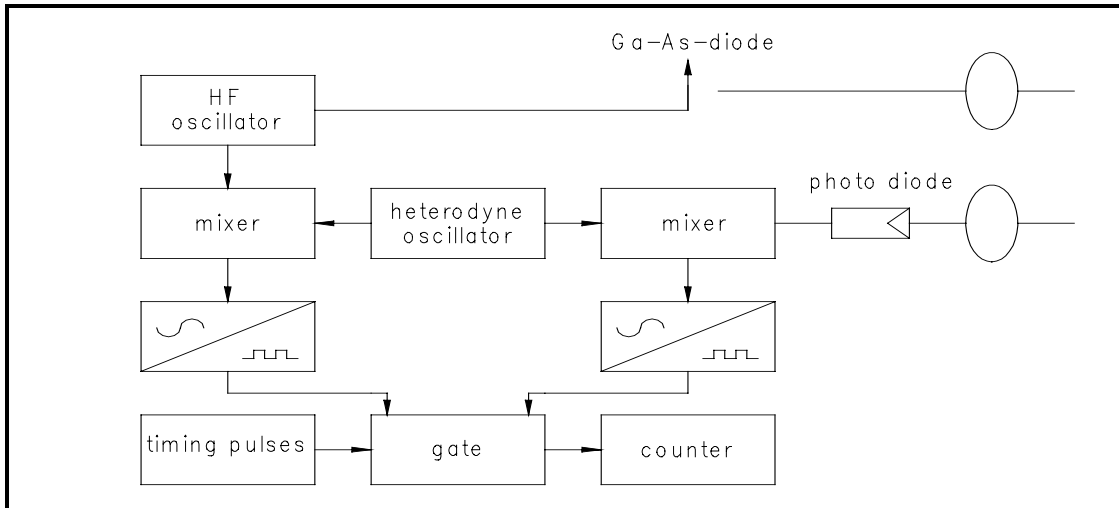 Ga-As-diode
HF
oscillator
photo diode
mixer
heterodyne
oscillator
mixer
timing pulses
gate
counter